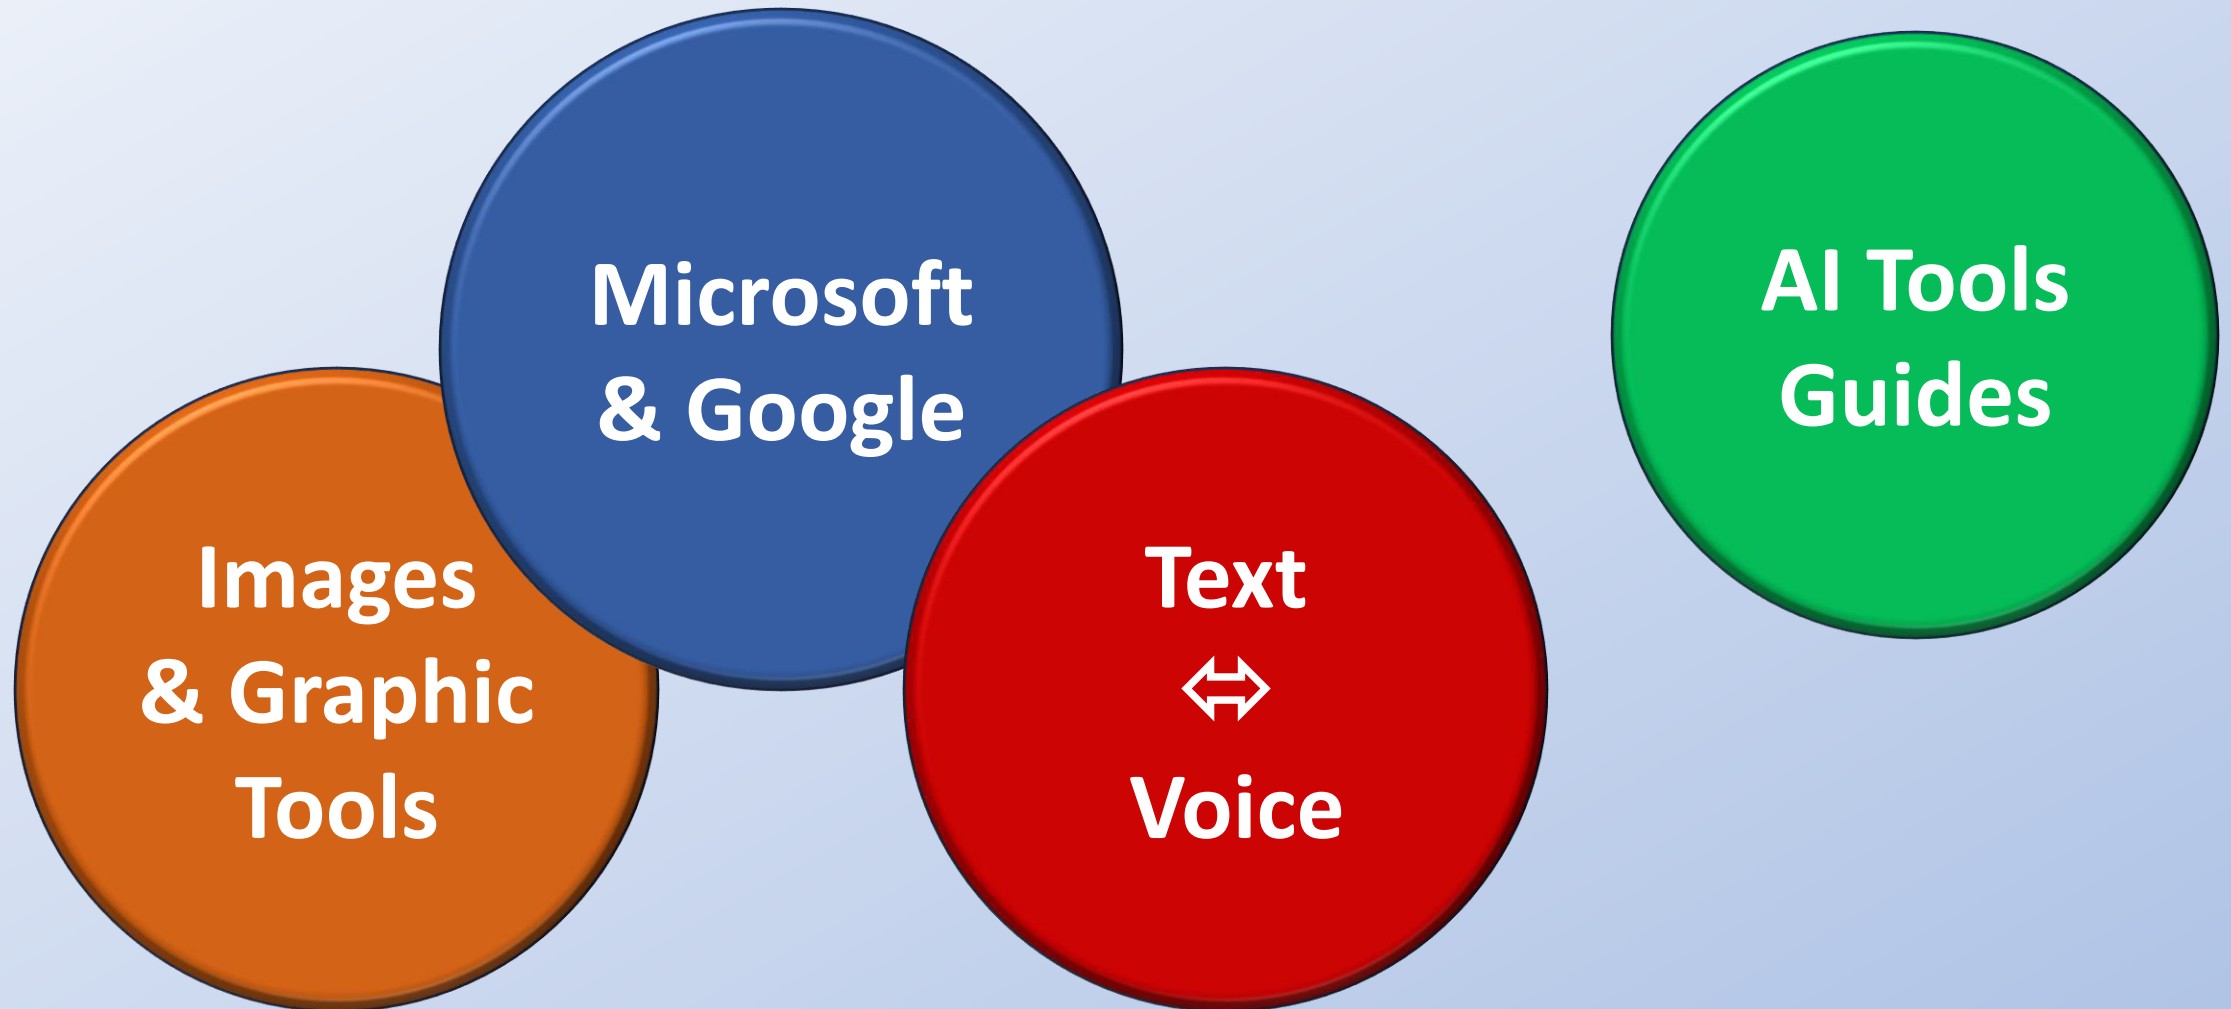 Microsoft
& Google
AI Tools
Guides
Images
& Graphic
Tools
Text
⬄
Voice